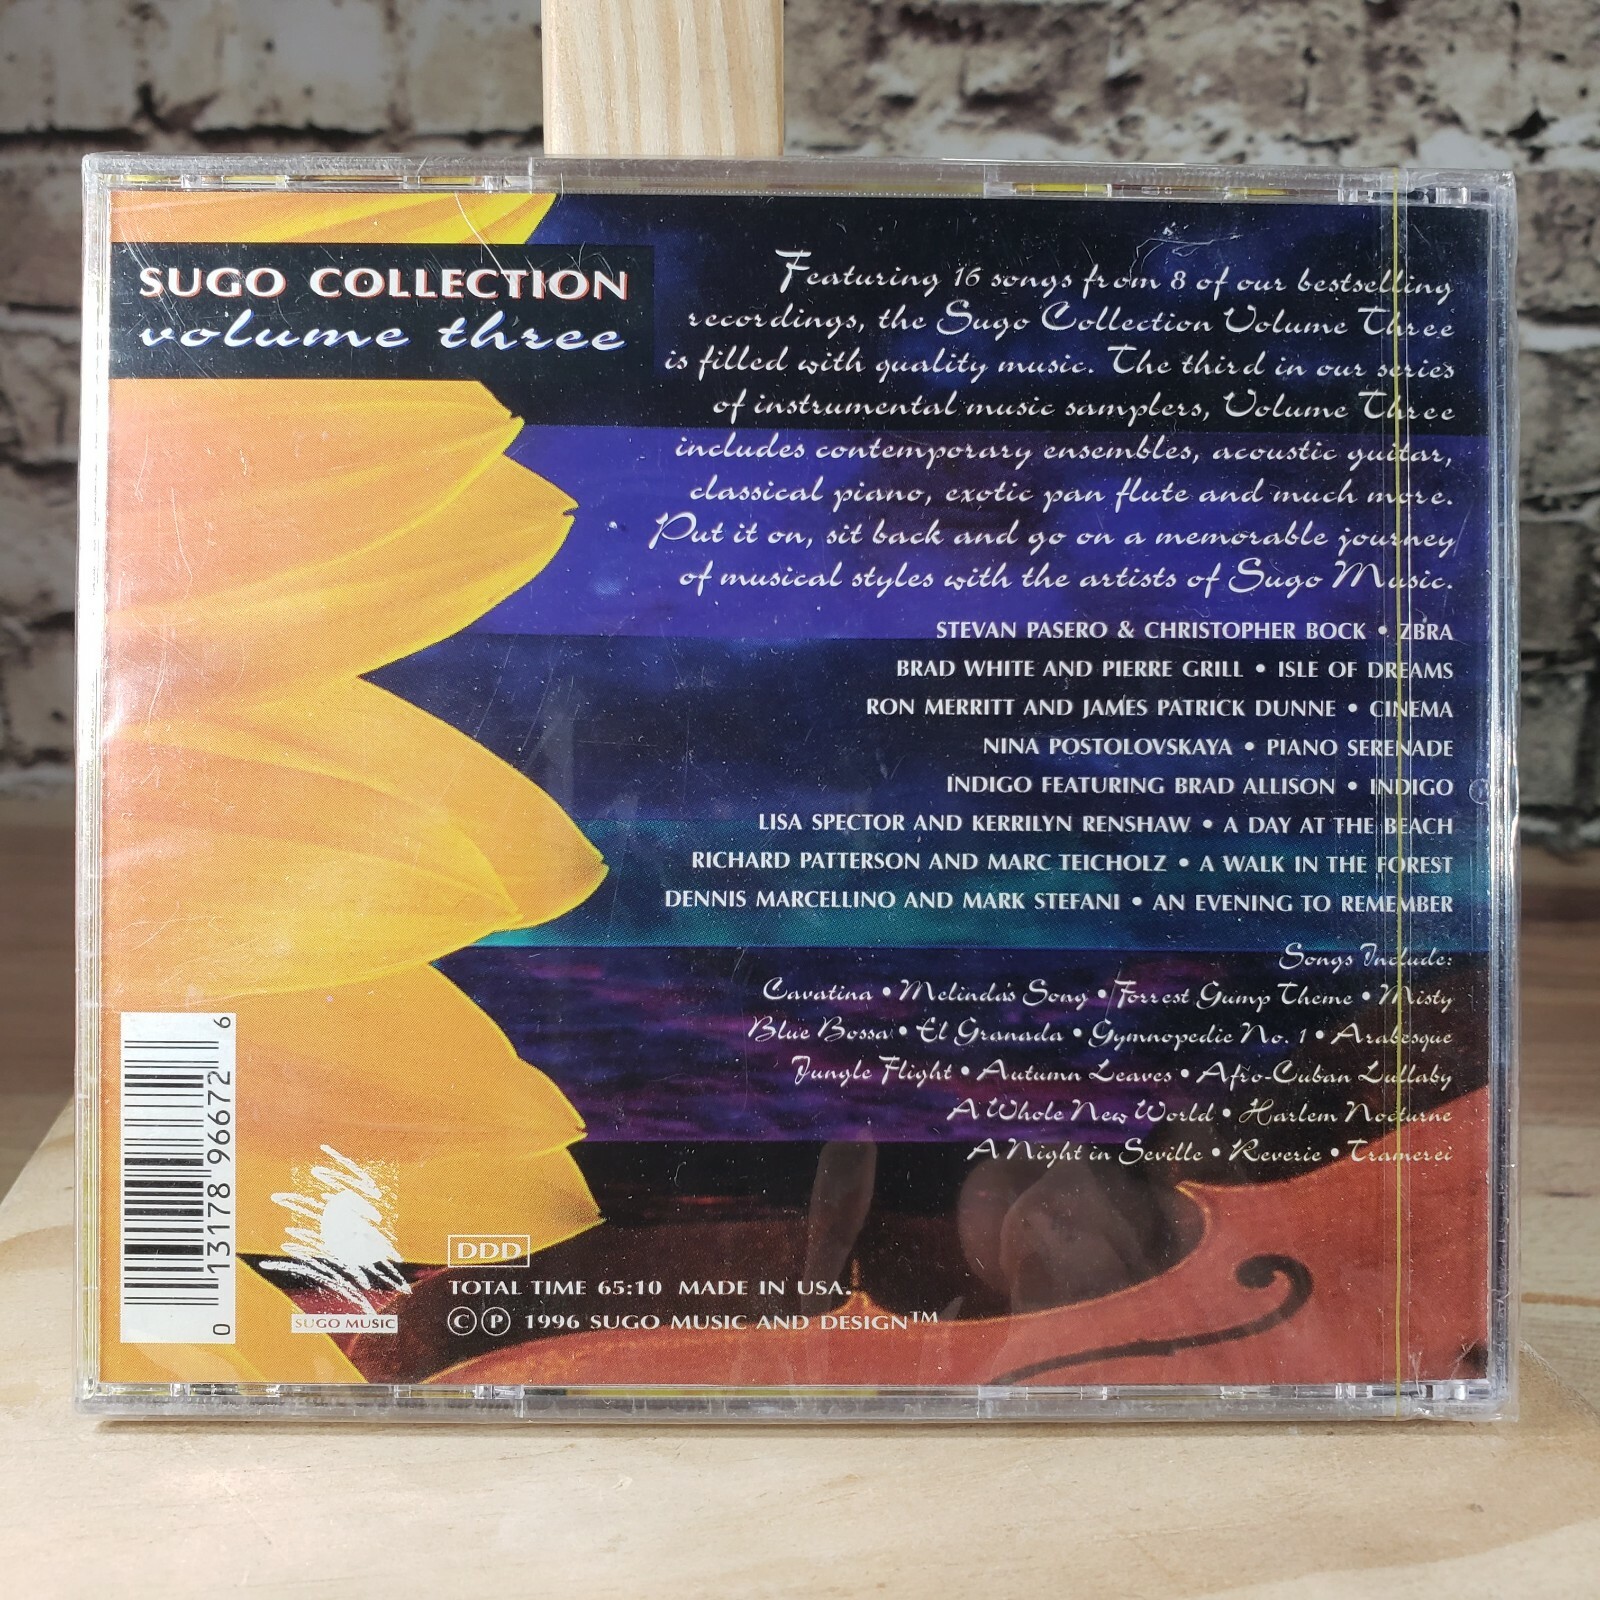 SUGO COLLECTION
volume three
Featuring 16 songs from 8 of our bestselling
recordings, the Sugo Collection Volume Three
is filled with quality music. The third in our series
of instrumental music samplers, Volume Three
includes contemporary ensembles, acoustic guitar,
classical piano, exotic pan flute and much more.
Put it on, sit back and go on a memorable journey
of musical styles with the artists of Sugo Music.
STEVAN PASERO & CHRISTOPHER BOCK • ZBRA
BRAD WHITE AND PIERRE GRILL • ISLE OF DREAMS
RON MERRITT AND JAMES PATRICK DUNNE • CINEMA
NINA POSTOLOVSKAYA • PIANO SERENADE
INDIGO FEATURING BRAD ALLISON • INDIGO
LISA SPECTOR AND KERRILYN RENSHAW • A DAY AT THE BEACH
RICHARD PATTERSON AND MARC TEICHOLZ • A WALK IN THE FOREST
DENNIS MARCELLINO AND MARK STEFANI • AN EVENING TO REMEMBER
Songs Include:
Cavatina • Melinda's Song • Forrest Gump Theme • Misty
Blue Bossa • El Granada • Gymnopedie No. 1 • Arabesque
Jungle Flight • Autumn Leaves • Afro-Cuban Lullaby
A Whole New World • Harlem Nocturne
A Night in Seville • Reverie • Tramerei
0 13178 96672 6
SUGO MUSIC
DDD
TOTAL TIME 65:10 MADE IN USA.
© ℗ 1996 SUGO MUSIC AND DESIGN™